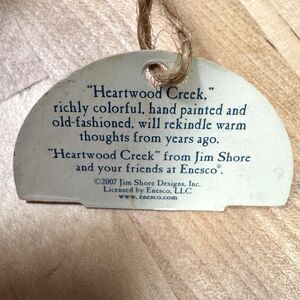 "Heartwood Creek,"
richly colorful, hand painted and
old-fashioned, will rekindle warm
thoughts from years ago.
"Heartwood Creek" from Jim Shore
and your friends at Enesco®.
©2007 Jim Shore Designs, Inc.
Licensed by Enesco, LLC
www.enesco.com